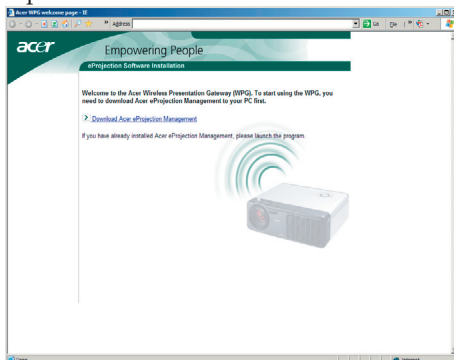 Acer WPG welcome page - IE
Address
Go
acer
Empowering People
eProjection Software Installation
Welcome to the Acer Wireless Presentation Gateway (WPG). To start using the WPG, you
need to download Acer eProjection Management to your PC first.
Download Acer eProjection Management
If you have already installed Acer eProjection Management, please launch the program.
Internet